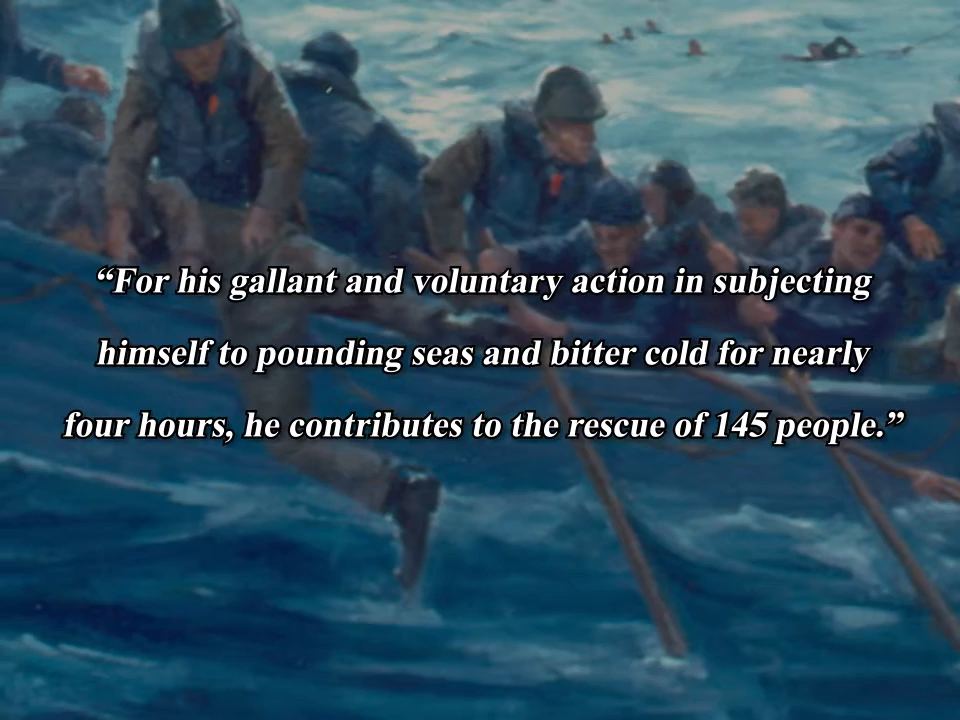 “For his gallant and voluntary action in subjecting
himself to pounding seas and bitter cold for nearly
four hours, he contributes to the rescue of 145 people.”